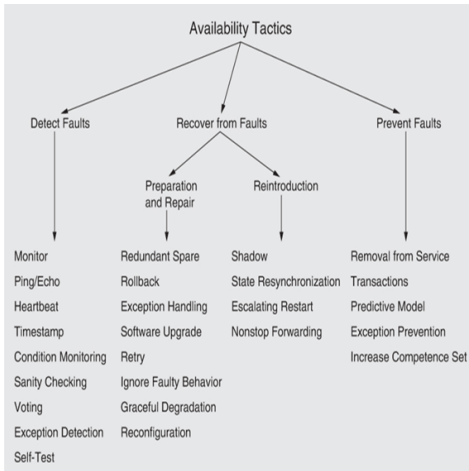 Availability Tactics
Detect Faults
Recover from Faults
Prevent Faults
Preparation
and Repair
Reintroduction
Monitor
Ping/Echo
Heartbeat
Timestamp
Condition Monitoring
Sanity Checking
Voting
Exception Detection
Self-Test
Redundant Spare
Rollback
Exception Handling
Software Upgrade
Retry
Ignore Faulty Behavior
Graceful Degradation
Reconfiguration
Shadow
State Resynchronization
Escalating Restart
Nonstop Forwarding
Removal from Service
Transactions
Predictive Model
Exception Prevention
Increase Competence Set